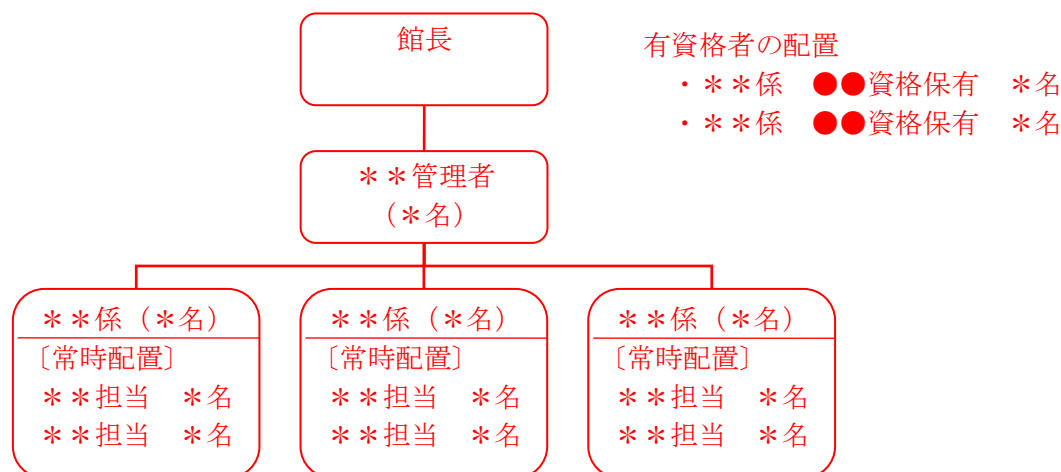 館長
有資格者の配置
・＊＊係　●●資格保有　＊名
・＊＊係　●●資格保有　＊名
＊＊管理者
（＊名）
＊＊係（＊名）
〔常時配置〕
＊＊担当　＊名
＊＊担当　＊名
＊＊係（＊名）
〔常時配置〕
＊＊担当　＊名
＊＊担当　＊名
＊＊係（＊名）
〔常時配置〕
＊＊担当　＊名
＊＊担当　＊名